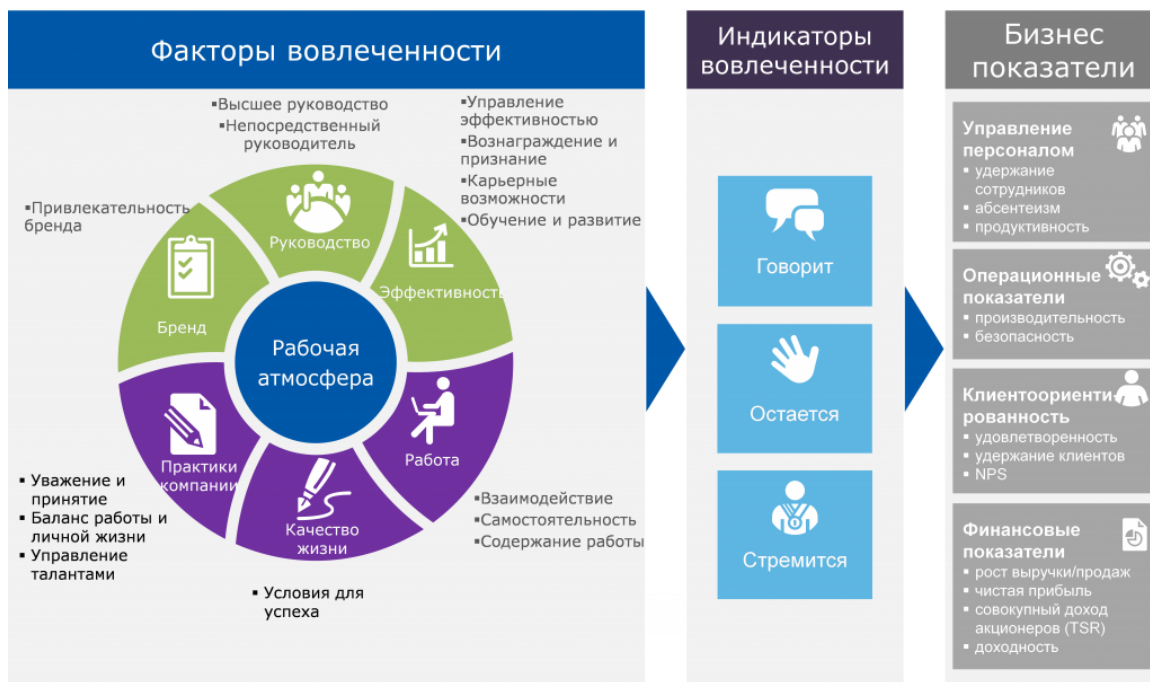 Факторы вовлеченности
▪Высшее руководство
▪Непосредственный
руководитель
▪Управление
эффективностью
▪Вознаграждение и
признание
▪Карьерные
возможности
▪Обучение и развитие
▪Привлекательность
бренда
Руководство
Эффективность
Бренд
Рабочая
атмосфера
Практики
компании
Работа
Качество
жизни
▪ Уважение и
принятие
▪ Баланс работы и
личной жизни
▪ Управление
талантами
▪Взаимодействие
▪Самостоятельность
▪Содержание работы
▪ Условия для
успеха
Индикаторы
вовлеченности
Говорит
Остается
Стремится
Бизнес
показатели
Управление
персоналом
▪ удержание
сотрудников
▪ абсентеизм
▪ продуктивность
Операционные
показатели
▪ производительность
▪ безопасность
Клиентоориенти-
рованность
▪ удовлетворенность
▪ удержание клиентов
▪ NPS
Финансовые
показатели
▪ рост выручки/продаж
▪ чистая прибыль
▪ совокупный доход
акционеров (TSR)
▪ доходность